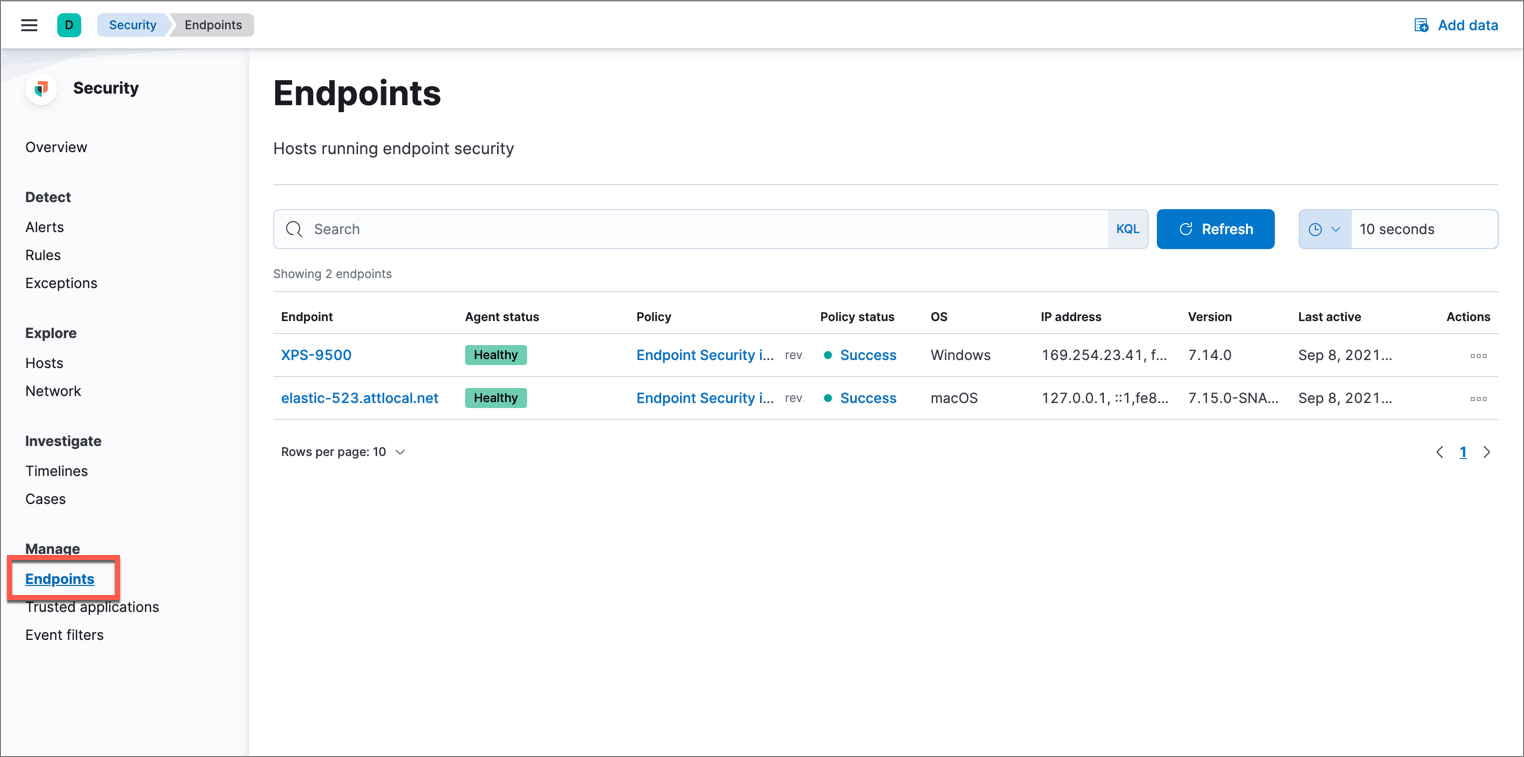 D Security Endpoints Add data
Security
Overview
Detect
Alerts
Rules
Exceptions
Explore
Hosts
Network
Investigate
Timelines
Cases
Manage
Endpoints
Trusted applications
Event filters
Endpoints
Hosts running endpoint security
Search KQL Refresh 10 seconds
Showing 2 endpoints
Endpoint Agent status Policy Policy status OS IP address Version Last active Actions
XPS-9500 Healthy Endpoint Security i... rev. Success Windows 169.254.23.41, f... 7.14.0 Sep 8, 2021...
elastic-523.attlocal.net Healthy Endpoint Security i... rev. Success macOS 127.0.0.1, ::1,fe8... 7.15.0-SNA... Sep 8, 2021...
Rows per page: 10 1